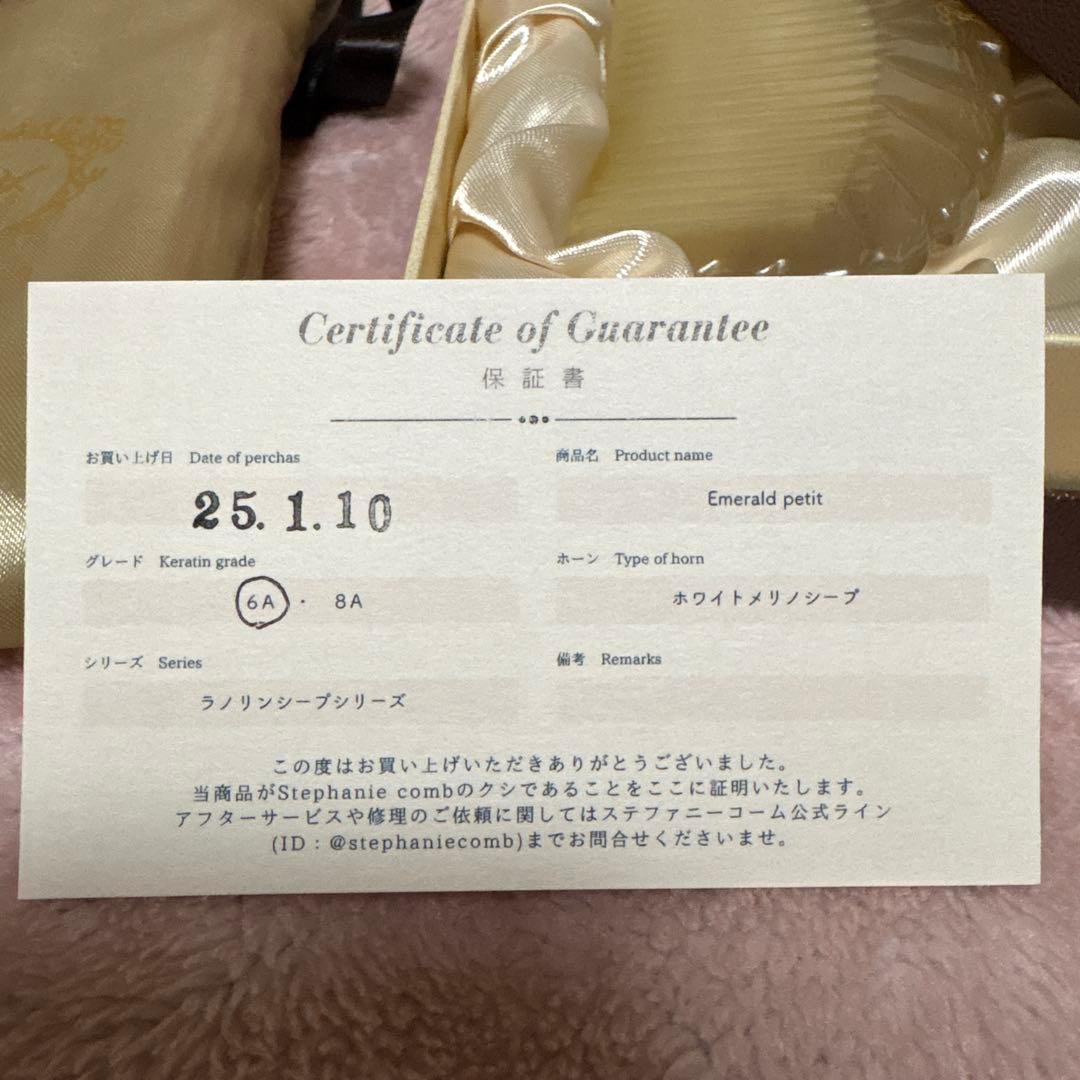 Certificate of Guarantee
保証書
お買い上げ日 Date of perchas
25.1.10
商品名 Product name
Emerald petit
グレード Keratin grade
6A ・ 8A
ホーン Type of horn
ホワイトメリノシープ
シリーズ Series
ラノリンシープシリーズ
備考 Remarks
この度はお買い上げいただきありがとうございました。
当商品がStephanie combのクシであることをここに証明いたします。
アフターサービスや修理のご依頼に関してはステファニーコーム公式ライン
(ID：@stephaniecomb)までお問合せくださいませ。